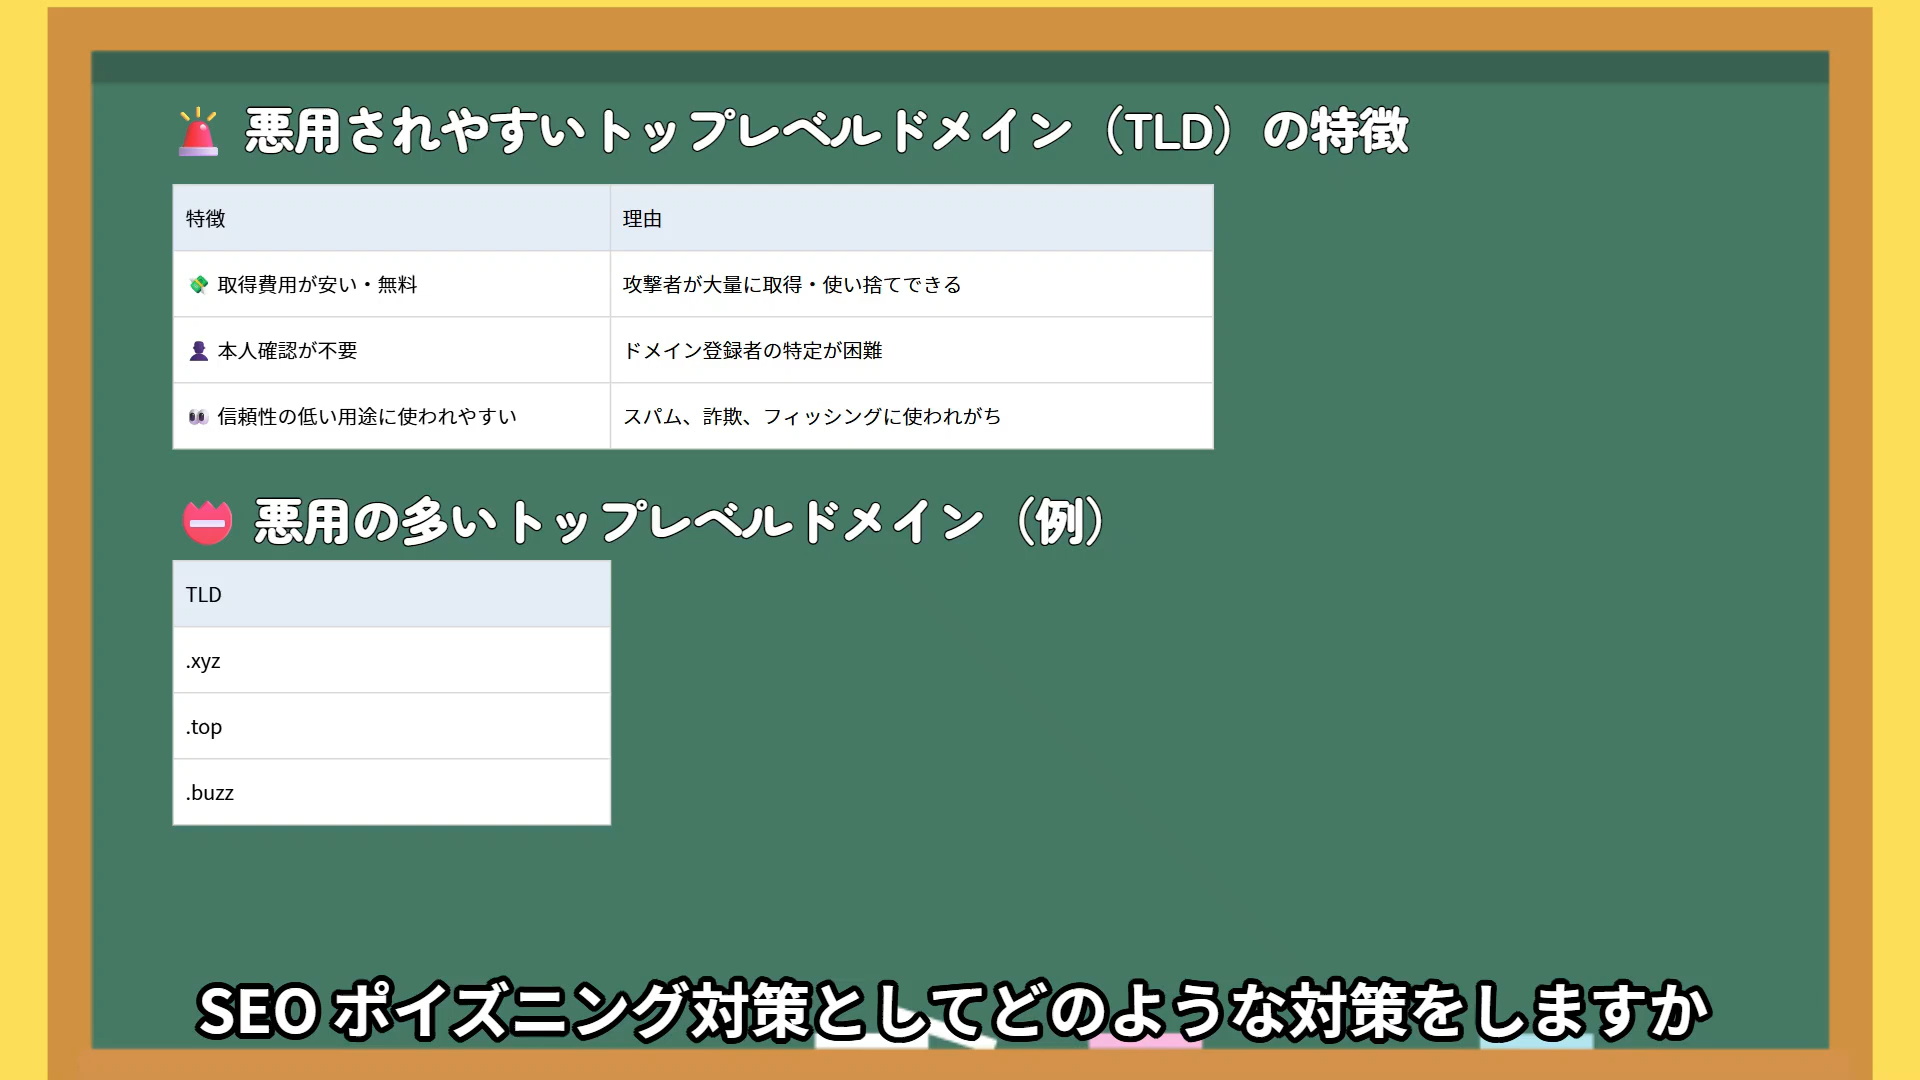 🚨 悪用されやすいトップレベルドメイン（TLD）の特徴
特徴 理由
💸 取得費用が安い・無料 攻撃者が大量に取得・使い捨てできる
👤 本人確認が不要 ドメイン登録者の特定が困難
👀 信頼性の低い用途に使われやすい スパム、詐欺、フィッシングに使われがち
📛 悪用の多いトップレベルドメイン（例）
TLD
.xyz
.top
.buzz
SEO ポイズニング対策としてどのような対策をしますか